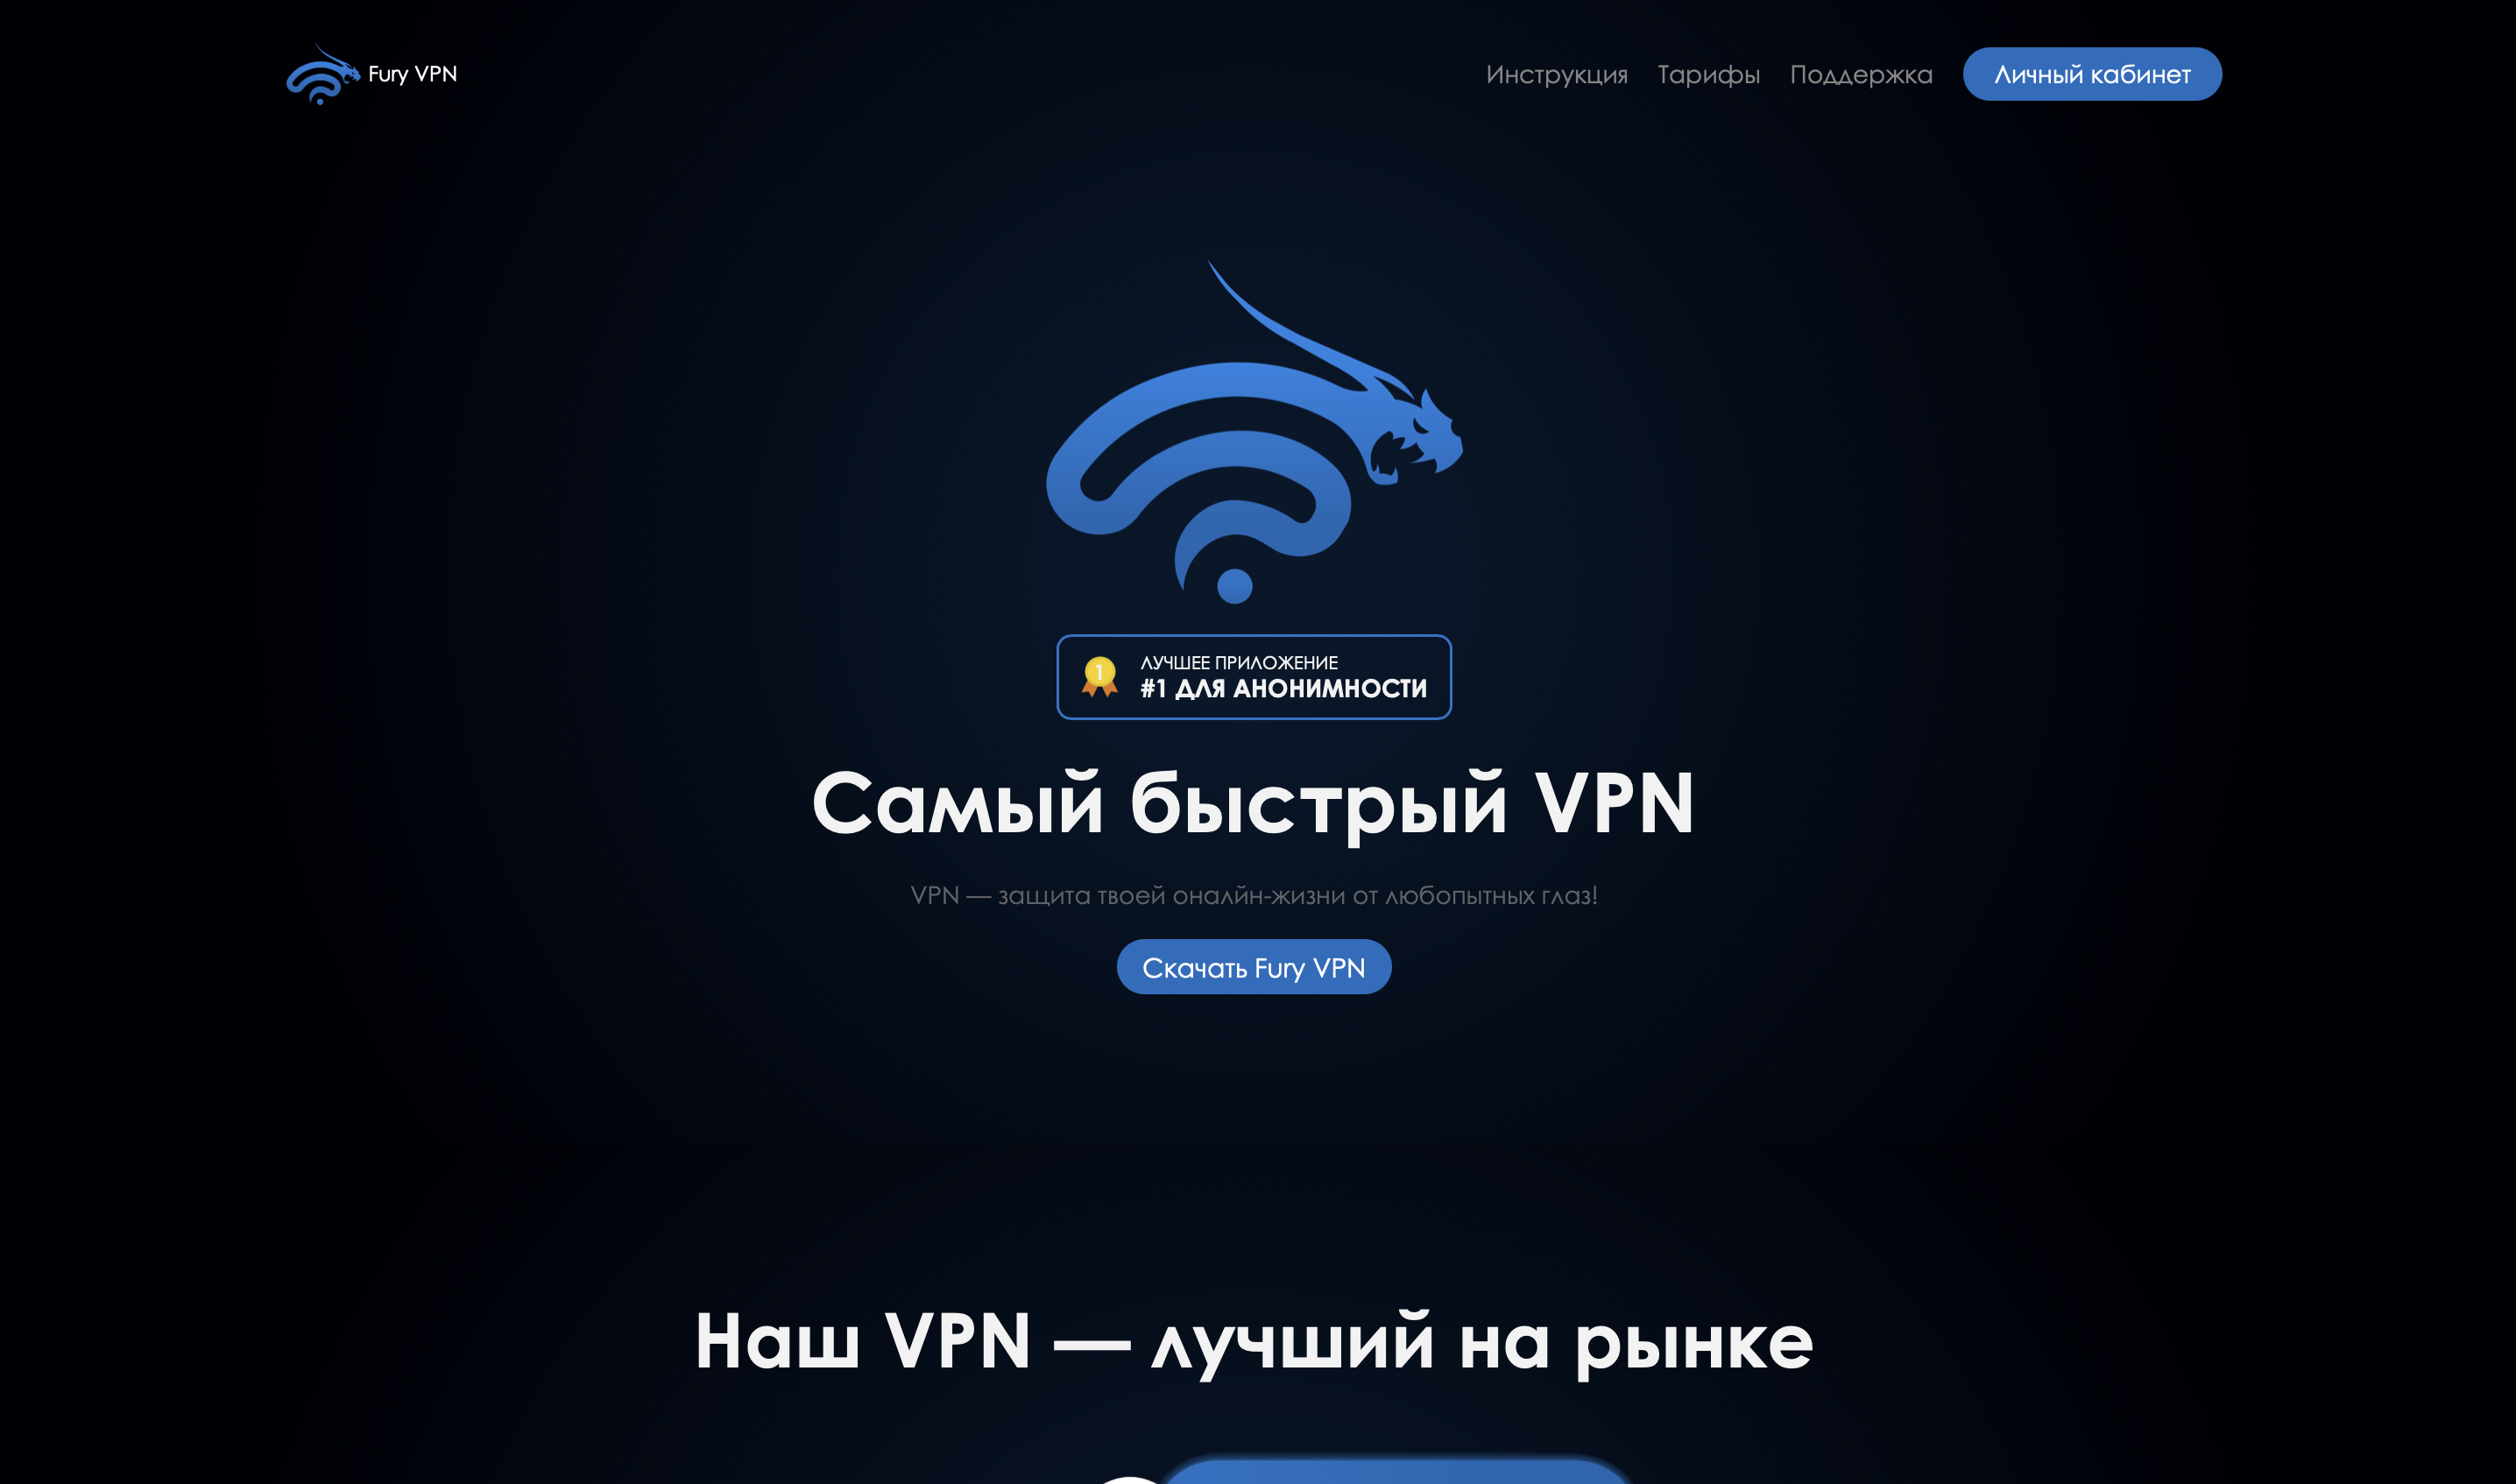 Fury VPN
Инструкция
Тарифы
Поддержка
Личный кабинет
1
ЛУЧШЕЕ ПРИЛОЖЕНИЕ
#1 ДЛЯ АНОНИМНОСТИ
Самый быстрый VPN
VPN — защита твоей оналйн-жизни от любопытных глаз!
Скачать Fury VPN
Наш VPN — лучший на рынке